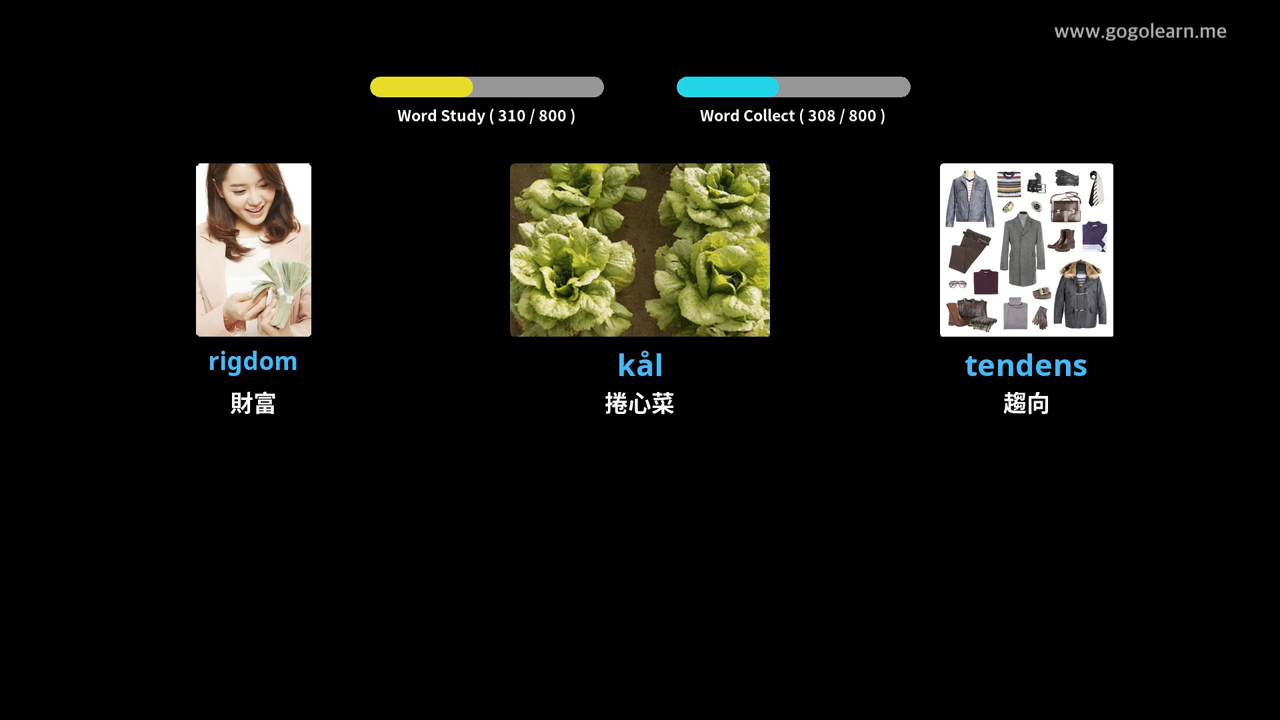 www.gogolearn.me
Word Study ( 310 / 800 )
Word Collect ( 308 / 800 )
rigdom
kål
tendens
財富
捲心菜
趨向